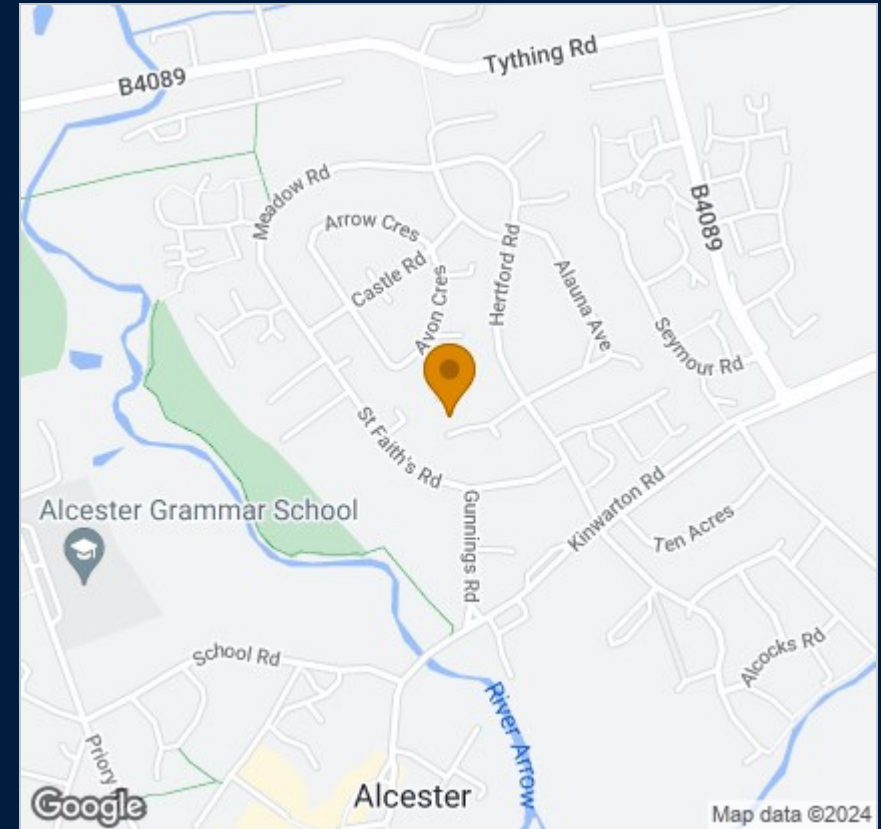 Tything Rd
B4089
Meadow Rd
B4089
Arrow Cres
Castle Rd
Hertford Rd
Alauna Ave
Avon Cres
Seymour Rd
St Faith's Rd
Alcester Grammar School
Gunnings Rd
Kinwarton Rd
Ten Acres
School Rd
Alcocks Rd
River Arrow
Priory
Alcester
Google
Map data ©2024